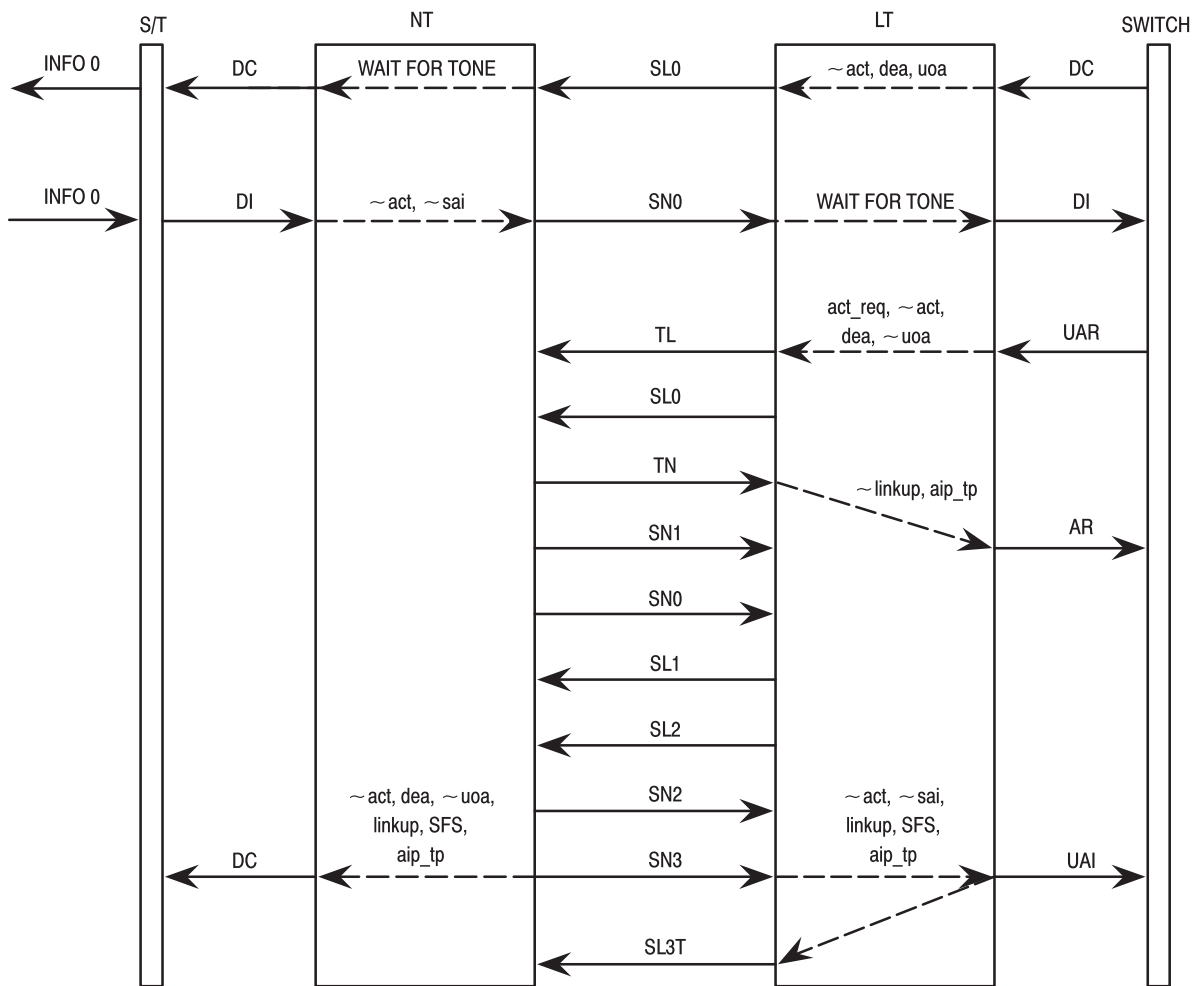 S/T NT LT SWITCH
INFO 0 DC WAIT FOR TONE SL0 ~act, dea, uoa DC
INFO 0 DI ~act, ~sai SN0 WAIT FOR TONE DI
act_req, ~act,
TL dea, ~uoa UAR
SL0
TN ~linkup, aip_tp
SN1 AR
SN0
SL1
SL2
~act, dea, ~uoa, SN2 ~act, ~sai,
linkup, SFS, linkup, SFS,
DC aip_tp SN3 aip_tp UAI
SL3T